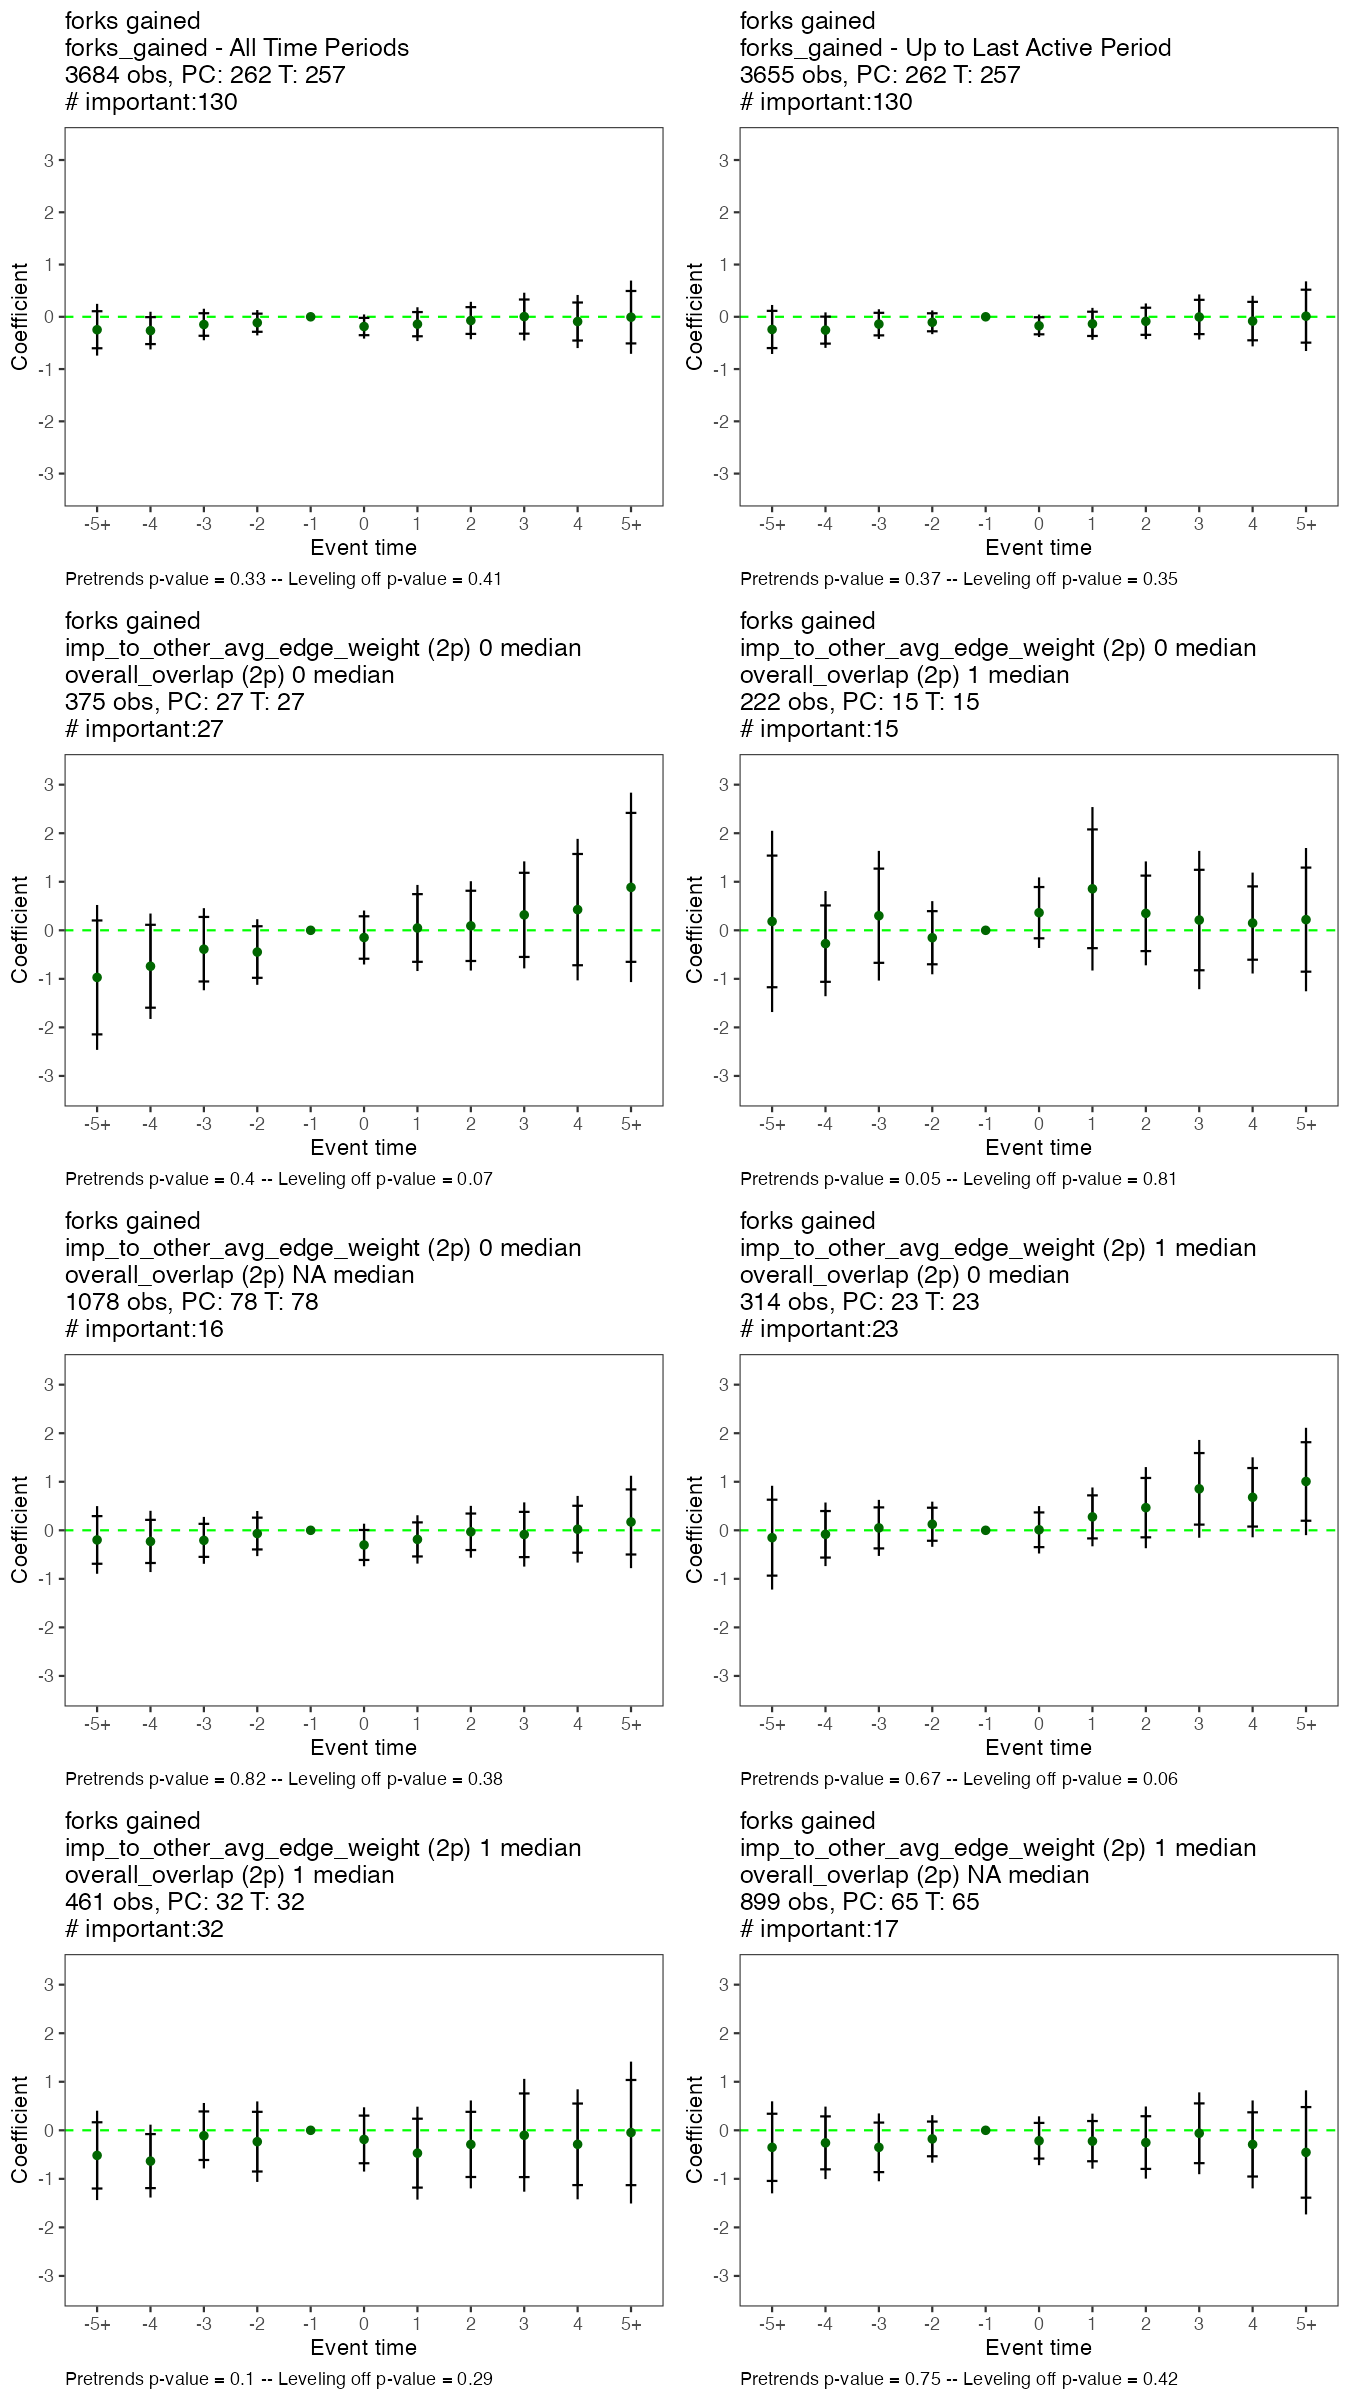 forks gained
forks_gained - All Time Periods
3684 obs, PC: 262 T: 257
# important:130
3
2
1
0
-1
-2
-3
Coefficient
-5+ -4 -3 -2 -1 0 1 2 3 4 5+
Event time
Pretrends p-value = 0.33 -- Leveling off p-value = 0.41
forks gained
forks_gained - Up to Last Active Period
3655 obs, PC: 262 T: 257
# important:130
3
2
1
0
-1
-2
-3
Coefficient
-5+ -4 -3 -2 -1 0 1 2 3 4 5+
Event time
Pretrends p-value = 0.37 -- Leveling off p-value = 0.35
forks gained
imp_to_other_avg_edge_weight (2p) 0 median
overall_overlap (2p) 0 median
375 obs, PC: 27 T: 27
# important:27
3
2
1
0
-1
-2
-3
Coefficient
-5+ -4 -3 -2 -1 0 1 2 3 4 5+
Event time
Pretrends p-value = 0.4 -- Leveling off p-value = 0.07
forks gained
imp_to_other_avg_edge_weight (2p) 0 median
overall_overlap (2p) 1 median
222 obs, PC: 15 T: 15
# important:15
3
2
1
0
-1
-2
-3
Coefficient
-5+ -4 -3 -2 -1 0 1 2 3 4 5+
Event time
Pretrends p-value = 0.05 -- Leveling off p-value = 0.81
forks gained
imp_to_other_avg_edge_weight (2p) 0 median
overall_overlap (2p) NA median
1078 obs, PC: 78 T: 78
# important:16
3
2
1
0
-1
-2
-3
Coefficient
-5+ -4 -3 -2 -1 0 1 2 3 4 5+
Event time
Pretrends p-value = 0.82 -- Leveling off p-value = 0.38
forks gained
imp_to_other_avg_edge_weight (2p) 1 median
overall_overlap (2p) 0 median
314 obs, PC: 23 T: 23
# important:23
3
2
1
0
-1
-2
-3
Coefficient
-5+ -4 -3 -2 -1 0 1 2 3 4 5+
Event time
Pretrends p-value = 0.67 -- Leveling off p-value = 0.06
forks gained
imp_to_other_avg_edge_weight (2p) 1 median
overall_overlap (2p) 1 median
461 obs, PC: 32 T: 32
# important:32
3
2
1
0
-1
-2
-3
Coefficient
-5+ -4 -3 -2 -1 0 1 2 3 4 5+
Event time
Pretrends p-value = 0.1 -- Leveling off p-value = 0.29
forks gained
imp_to_other_avg_edge_weight (2p) 1 median
overall_overlap (2p) NA median
899 obs, PC: 65 T: 65
# important:17
3
2
1
0
-1
-2
-3
Coefficient
-5+ -4 -3 -2 -1 0 1 2 3 4 5+
Event time
Pretrends p-value = 0.75 -- Leveling off p-value = 0.42